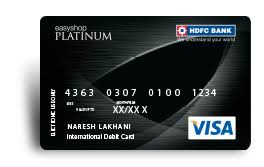 easyshop
PLATINUM
HDFC BANK
We understand your world
4363 0307 0100 1234
XX/XX X
NARESH LAKHANI
International Debit Card
VISA